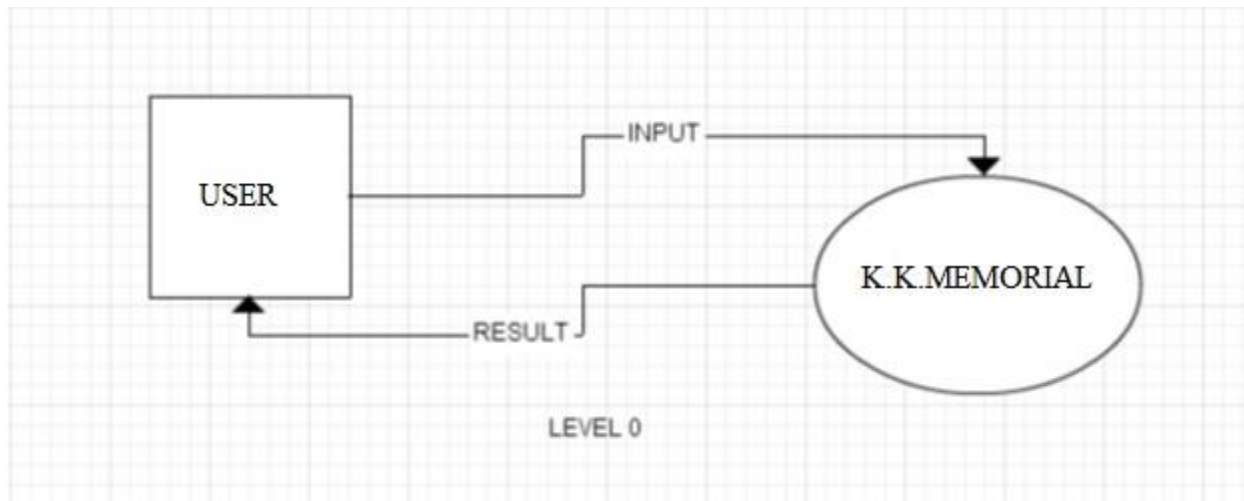 INPUT
USER
K.K.MEMORIAL
RESULT
LEVEL 0